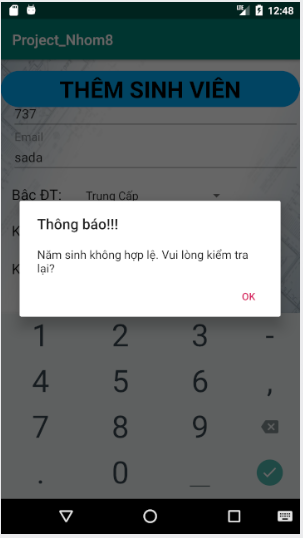 12:48
Project_Nhom8
THÊM SINH VIÊN
737
Email
sada
Bậc ĐT:
Trung Cấp
Thông báo!!!
K
Năm sinh không hợp lệ. Vui lòng kiểm tra
lại?
K
OK
1 2 3 -
4 5 6 ,
7 8 9
. 0 _